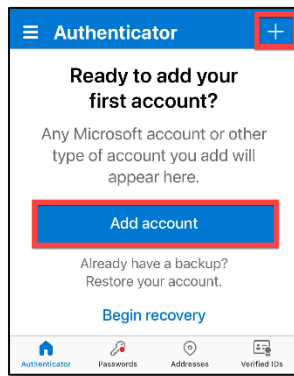 Authenticator
Ready to add your
first account?
Any Microsoft account or other
type of account you add will
appear here.
Add account
Already have a backup?
Restore your account.
Begin recovery
Authenticator Passwords Addresses Verified IDs